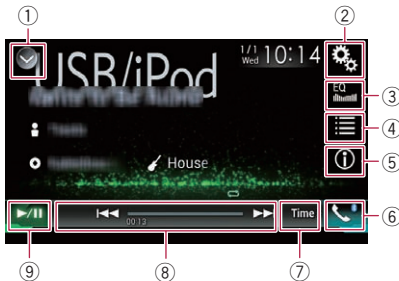 ① ②
USB/iPod
1/1
Wed 10:14
EQ ③
④
⑤
House
00'13
Time
⑥
⑨ ⑧ ⑦